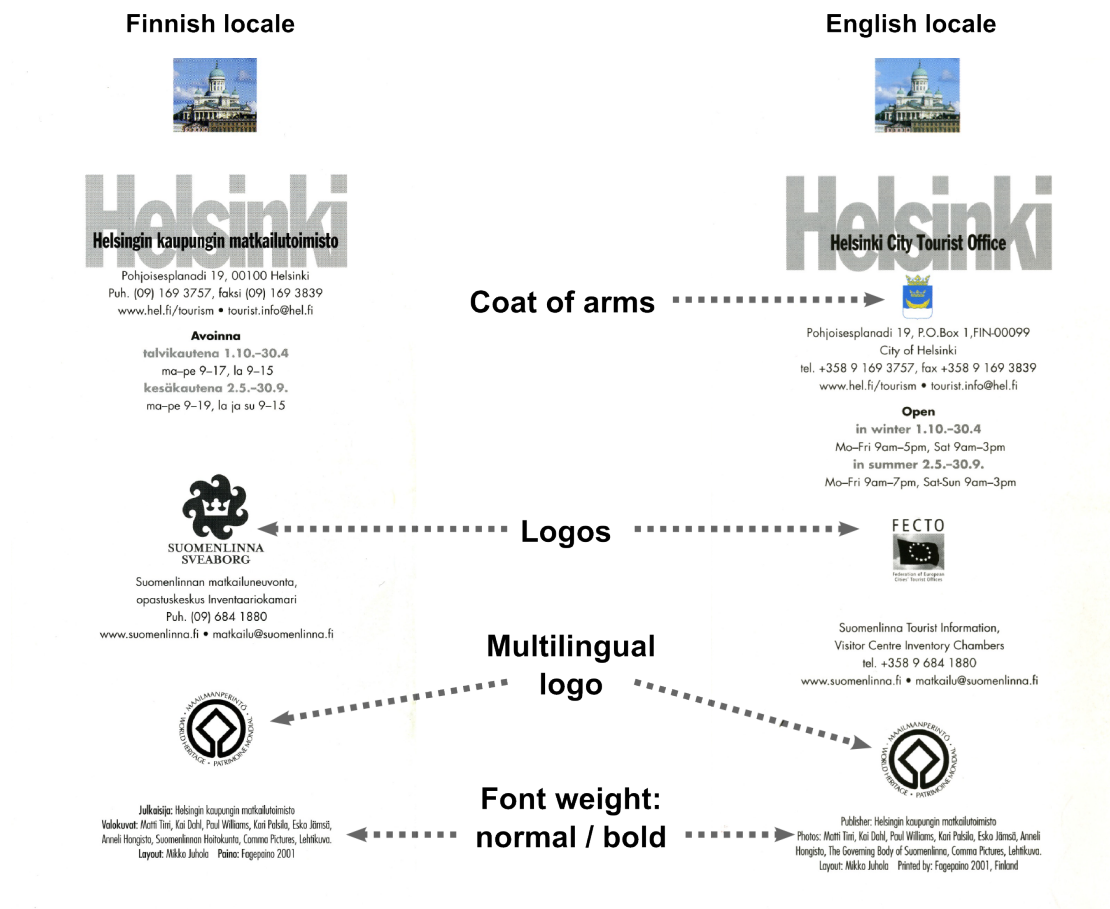 Finnish locale
Helsinki
Helsingin kaupungin matkailutoimisto
Pohjoisesplanadi 19, 00100 Helsinki
Puh. (09) 169 3757, faksi (09) 169 3839
www.hel.fi/tourism • tourist.info@hel.fi
Avoinna
talvikautena 1.10.–30.4
ma–pe 9–17, la 9–15
kesäkautena 2.5.–30.9.
ma–pe 9–19, la ja su 9–15
SUOMENLINNA
SVEABORG
Suomenlinnan matkailuneuvonta,
opastuskeskus Inventaariokamari
Puh. (09) 684 1880
www.suomenlinna.fi • matkailu@suomenlinna.fi
• MAAILMANPERINTÖ • WORLD HERITAGE • PATRIMOINE MONDIAL
Julkaisija: Helsingin kaupungin matkailutoimisto
Valokuvat: Matti Tirri, Kai Dahl, Paul Williams, Kari Palsila, Esko Jämsä,
Anneli Hongisto, Suomenlinnan Hoitokunta, Comma Pictures, Lehtikuva.
Layout: Mikko Juhola Paino: Fagepaino 2001
Coat of arms
Logos
Multilingual
logo
Font weight:
normal / bold
English locale
Helsinki
Helsinki City Tourist Office
Pohjoisesplanadi 19, P.O.Box 1,FIN-00099
City of Helsinki
tel. +358 9 169 3757, fax +358 9 169 3839
www.hel.fi/tourism • tourist.info@hel.fi
Open
in winter 1.10.–30.4
Mo–Fri 9am–5pm, Sat 9am–3pm
in summer 2.5.–30.9.
Mo–Fri 9am–7pm, Sat-Sun 9am–3pm
FECTO
Federation of European
Cities' Tourist Offices
Suomenlinna Tourist Information,
Visitor Centre Inventory Chambers
tel. +358 9 684 1880
www.suomenlinna.fi • matkailu@suomenlinna.fi
• MAAILMANPERINTÖ • WORLD HERITAGE • PATRIMOINE MONDIAL
Publisher: Helsingin kaupungin matkailutoimisto
Photos: Matti Tirri, Kai Dahl, Paul Williams, Kari Palsila, Esko Jämsä, Anneli
Hongisto, The Governing Body of Suomenlinna, Comma Pictures, Lehtikuva.
Layout: Mikko Juhola Printed by: Fagepaino 2001, Finland